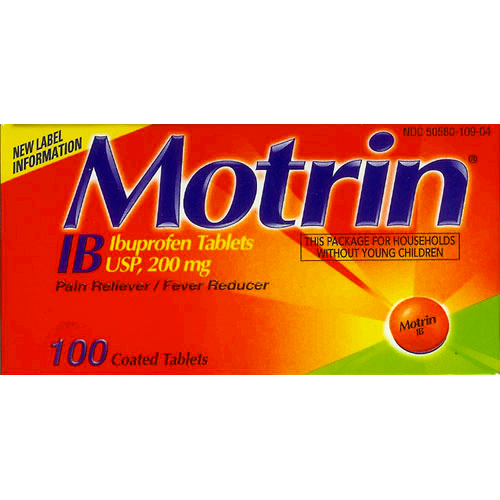 NEW LABEL
INFORMATION
NDC 50580-109-04
Motrin®
IB Ibuprofen Tablets
USP, 200 mg
THIS PACKAGE FOR HOUSEHOLDS
WITHOUT YOUNG CHILDREN
Pain Reliever / Fever Reducer
Motrin
IB
100 Coated Tablets